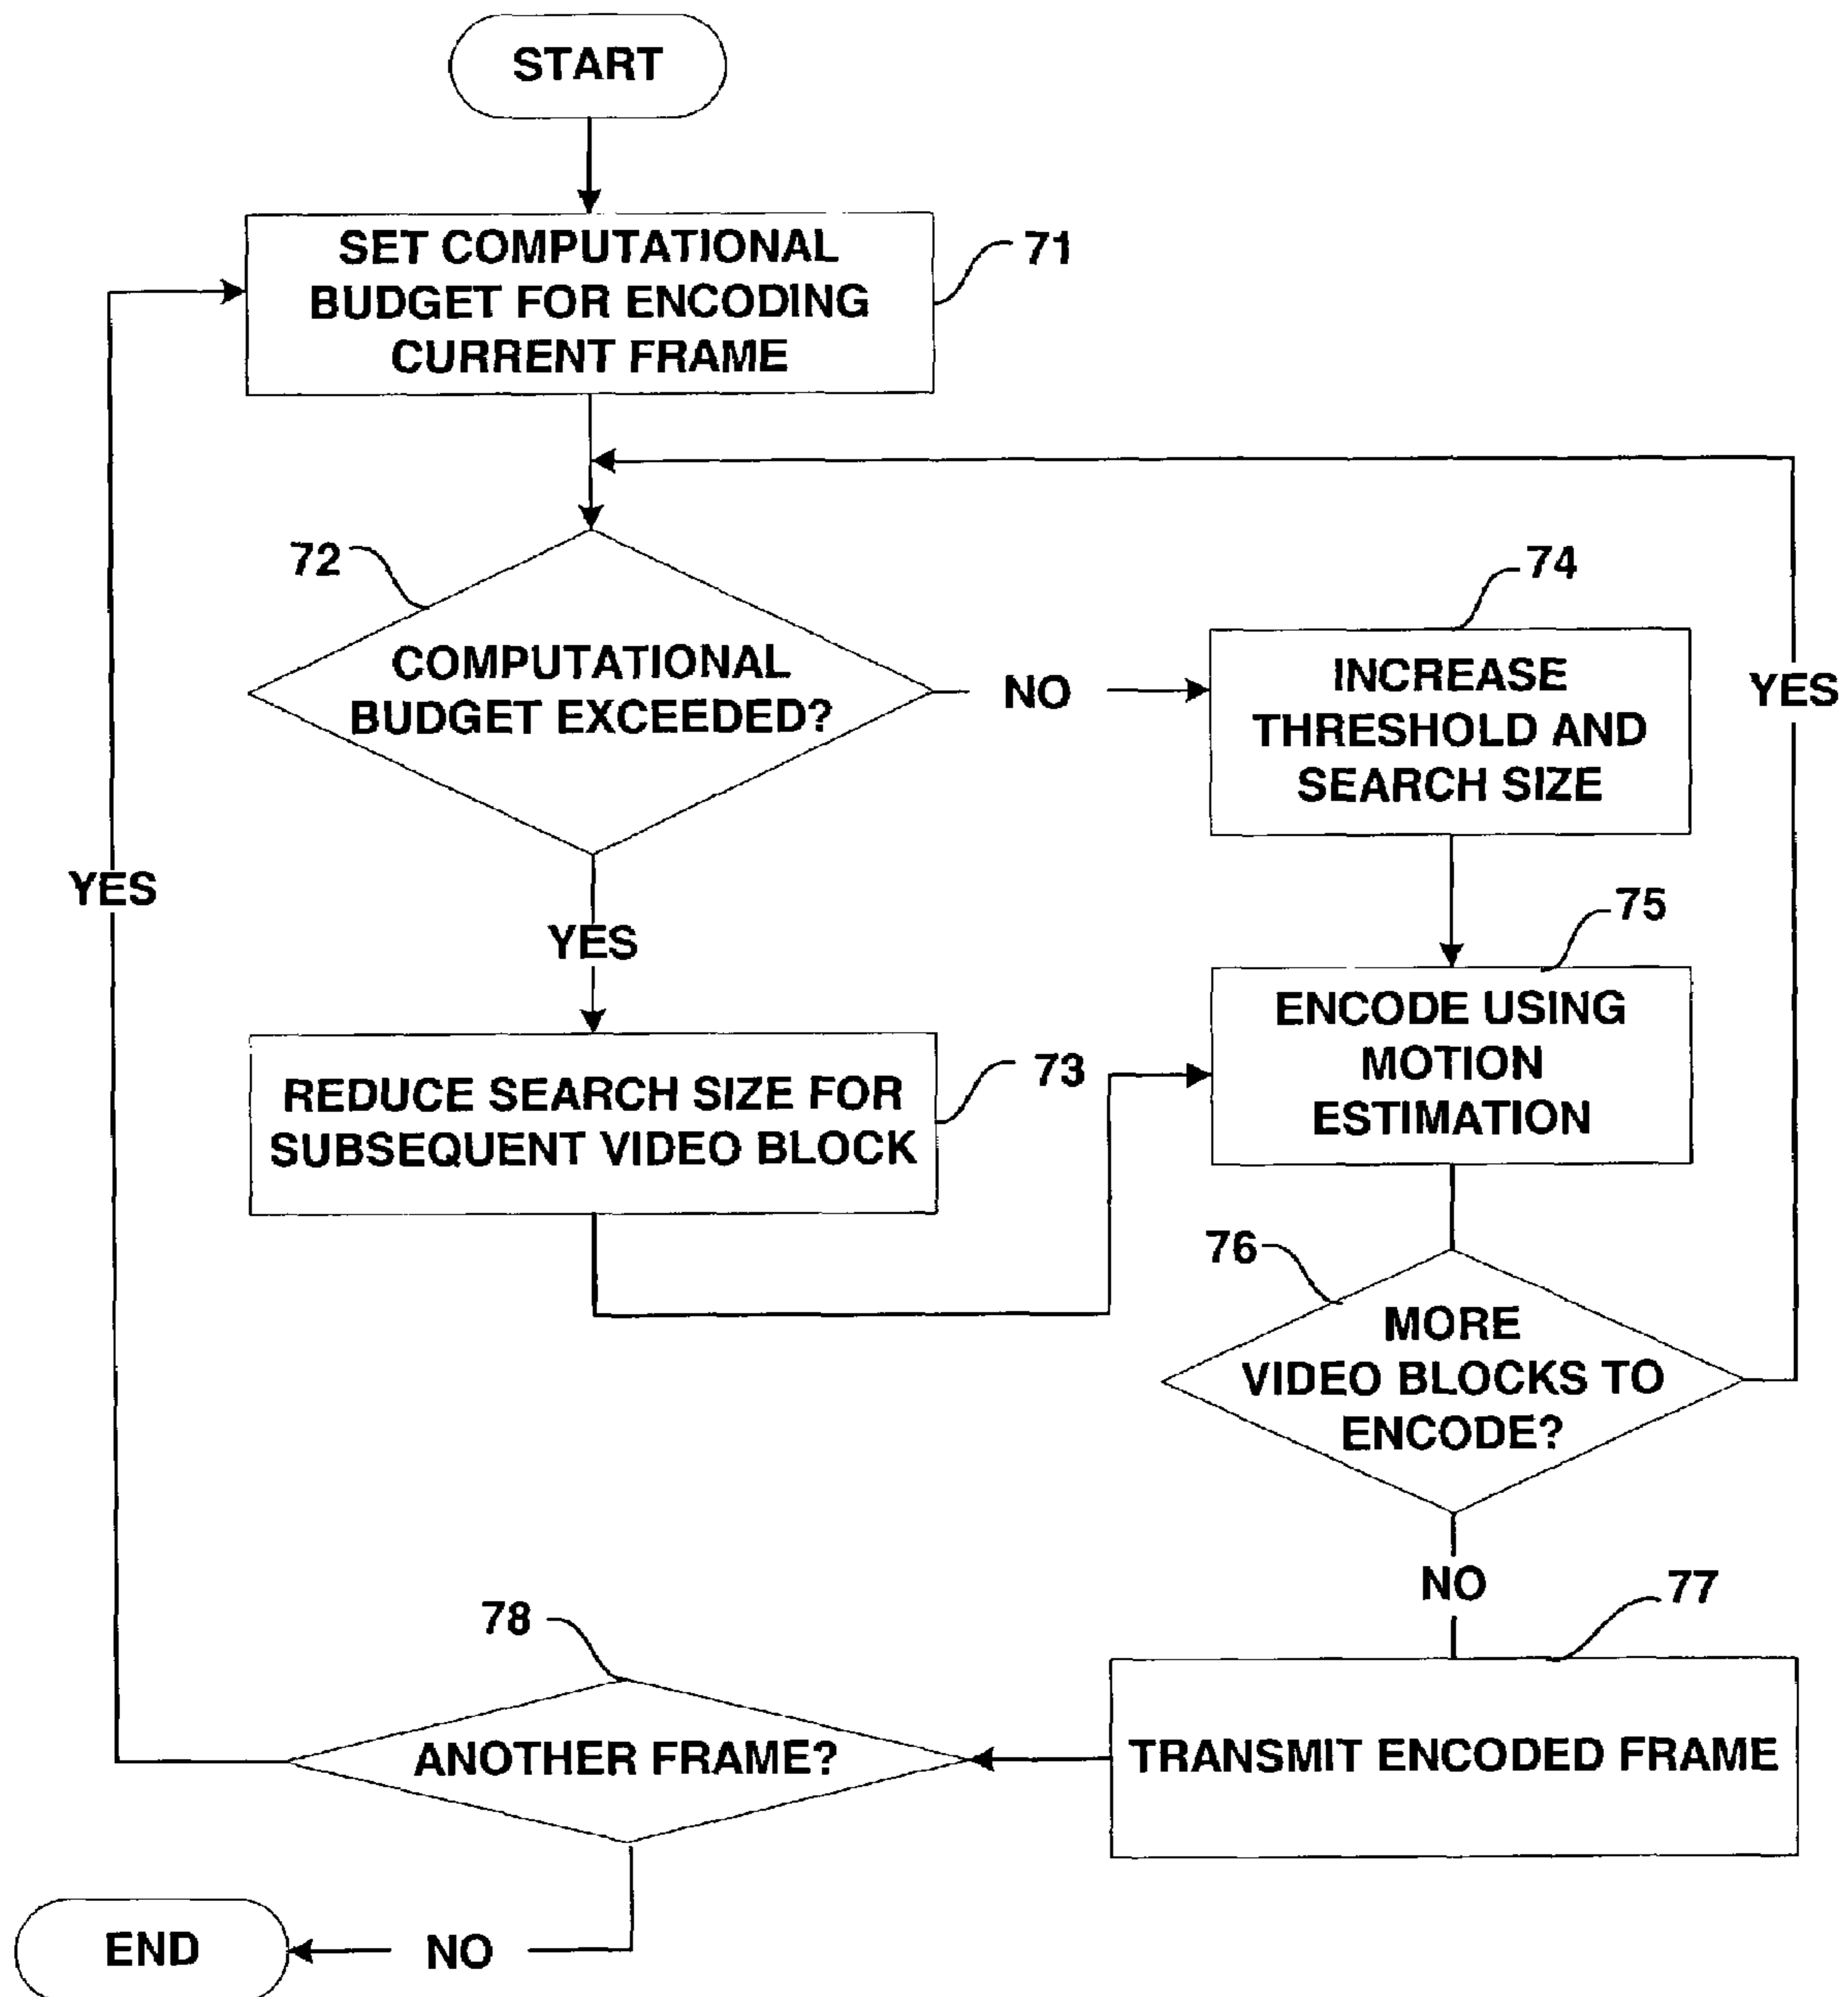 START
SET COMPUTATIONAL
BUDGET FOR ENCODING
CURRENT FRAME
71
72
COMPUTATIONAL
BUDGET EXCEEDED?
NO
74
INCREASE
THRESHOLD AND
SEARCH SIZE
YES
YES
YES
75
ENCODE USING
MOTION
ESTIMATION
REDUCE SEARCH SIZE FOR
SUBSEQUENT VIDEO BLOCK
73
76
MORE
VIDEO BLOCKS TO
ENCODE?
NO
77
TRANSMIT ENCODED FRAME
78
ANOTHER FRAME?
NO
END